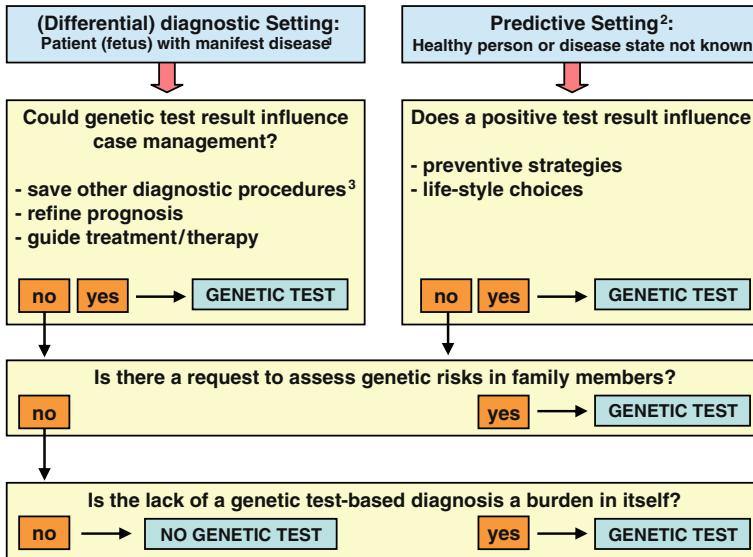 (Differential) diagnostic Setting:
Patient (fetus) with manifest disease¹
Could genetic test result influence
case management?
- save other diagnostic procedures³
- refine prognosis
- guide treatment/therapy
no yes GENETIC TEST
Predictive Setting²:
Healthy person or disease state not known
Does a positive test result influence
- preventive strategies
- life-style choices
no yes GENETIC TEST
Is there a request to assess genetic risks in family members?
no yes GENETIC TEST
Is the lack of a genetic test-based diagnosis a burden in itself?
no NO GENETIC TEST yes GENETIC TEST